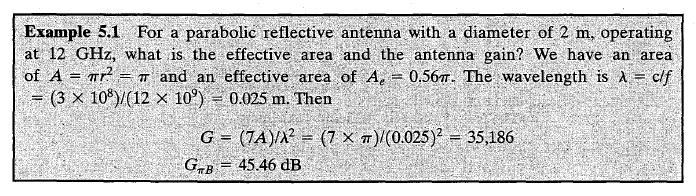 Example 5.1 For a parabolic reflective antenna with a diameter of 2 m, operating
at 12 GHz, what is the effective area and the antenna gain? We have an area
of A = πr² = π and an effective area of Aₑ = 0.56π. The wavelength is λ = c/f
= (3 × 10⁸)/(12 × 10⁹) = 0.025 m. Then
G = (7A)/λ² = (7 × π)/(0.025)² = 35,186
GπB = 45.46 dB